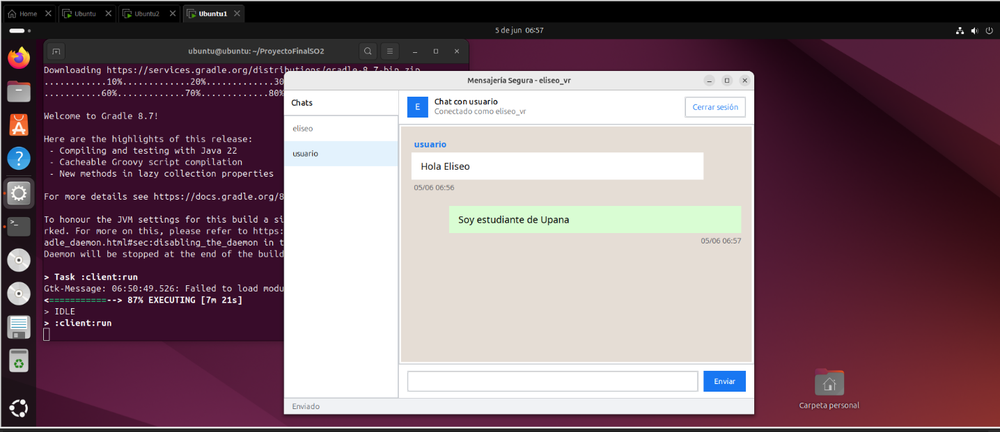 Home
Ubuntu
Ubuntu2
Ubuntu1
5 de jun 06:57
ubuntu@ubuntu: ~/ProyectoFinalSO2
Downloading https://services.gradle.org/distributions/gradle-8.7-bin.zip
............10%.............20%............30
............60%.............70%............80%
Welcome to Gradle 8.7!
Here are the highlights of this release:
- Compiling and testing with Java 22
- Cacheable Groovy script compilation
- New methods in lazy collection properties
For more details see https://docs.gradle.org/8
To honour the JVM settings for this build a si
rked. For more on this, please refer to https:
adle_daemon.html#sec:disabling_the_daemon in t
Daemon will be stopped at the end of the build
> Task :client:run
Gtk-Message: 06:50:49.526: Failed to load modu
<===========--> 87% EXECUTING [7m 21s]
> IDLE
> :client:run
Mensajería Segura - eliseo_vr
Chats
eliseo
usuario
E
Chat con usuario
Conectado como eliseo_vr
Cerrar sesión
usuario
Hola Eliseo
05/06 06:56
Soy estudiante de Upana
05/06 06:57
Enviar
Enviado
Carpeta personal